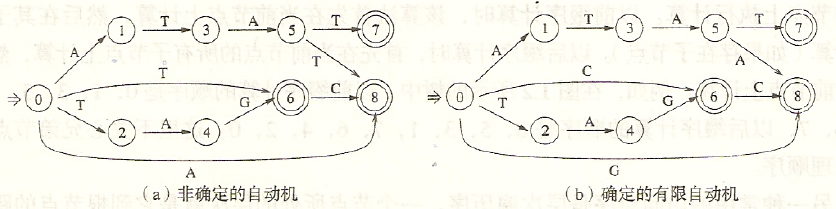 1 T 3 A 5 T 7
A T T
0 6 C 8
T G
2 A 4
A
(a) 非确定的自动机
1 T 3 A 5 T 7
A C A
0 6 C 8
T G
2 A
G
(b) 确定的有限自动机